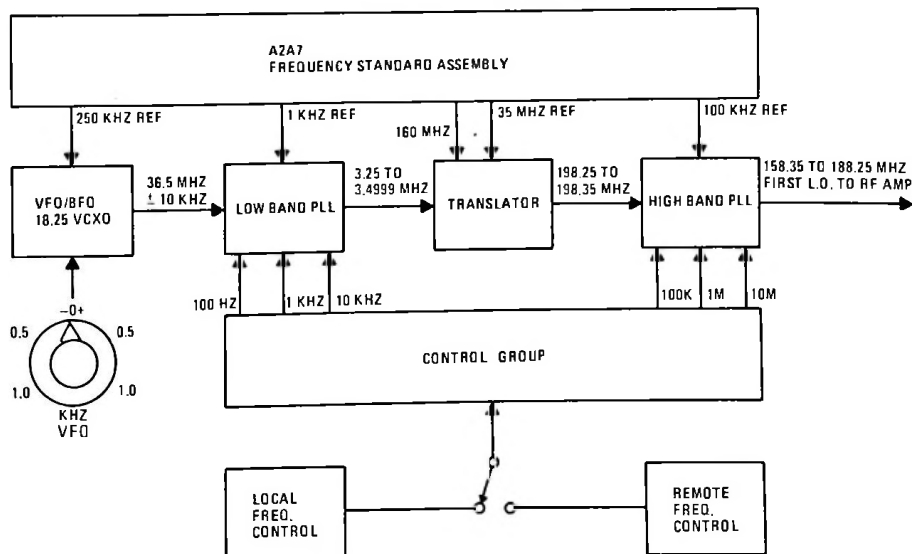 A2A7
FREQUENCY STANDARD ASSEMBLY
250 KHZ REF
1 KHZ REF
160 MHZ
35 MHZ REF
100 KHZ REF
VFO/BFO
18.25 VCXO
36.5 MHZ
± 10 KHZ
LOW BAND PLL
3.25 TO
3.4999 MHZ
TRANSLATOR
198.25 TO
198.35 MHZ
HIGH BAND PLL
158.35 TO 188.25 MHZ
FIRST L.O. TO RF AMP
100 HZ
1 KHZ
10 KHZ
100K
1M
10M
-0+
0.5
0.5
1.0
1.0
KHZ
VFO
CONTROL GROUP
LOCAL
FREQ.
CONTROL
REMOTE
FREQ.
CONTROL